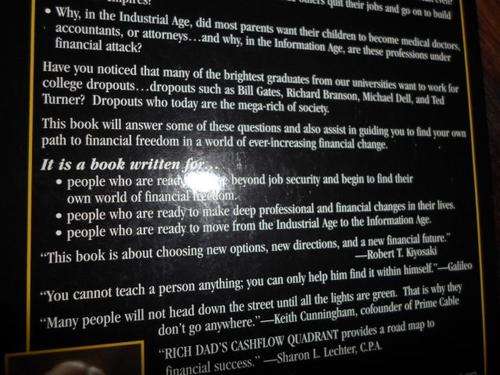 others quit their jobs and go on to build
empires?
• Why, in the Industrial Age, did most parents want their children to become medical doctors,
accountants, or attorneys...and why, in the Information Age, are these professions under
financial attack?
Have you noticed that many of the brightest graduates from our universities want to work for
college dropouts...dropouts such as Bill Gates, Richard Branson, Michael Dell, and Ted
Turner? Dropouts who today are the mega-rich of society.
This book will answer some of these questions and also assist in guiding you to find your own
path to financial freedom in a world of ever-increasing financial change.
It is a book written for...
• people who are ready beyond job security and begin to find their
own world of financial freedom.
• people who are ready to make deep professional and financial changes in their lives.
• people who are ready to move from the Industrial Age to the Information Age.
“This book is about choosing new options, new directions, and a new financial future.”
—Robert T. Kiyosaki
“You cannot teach a person anything; you can only help him find it within himself.”—Galileo
“Many people will not head down the street until all the lights are green. That is why they
don't go anywhere.”—Keith Cunningham, cofounder of Prime Cable
“RICH DAD'S CASHFLOW QUADRANT provides a road map to
financial success.” —Sharon L. Lechter, C.P.A.